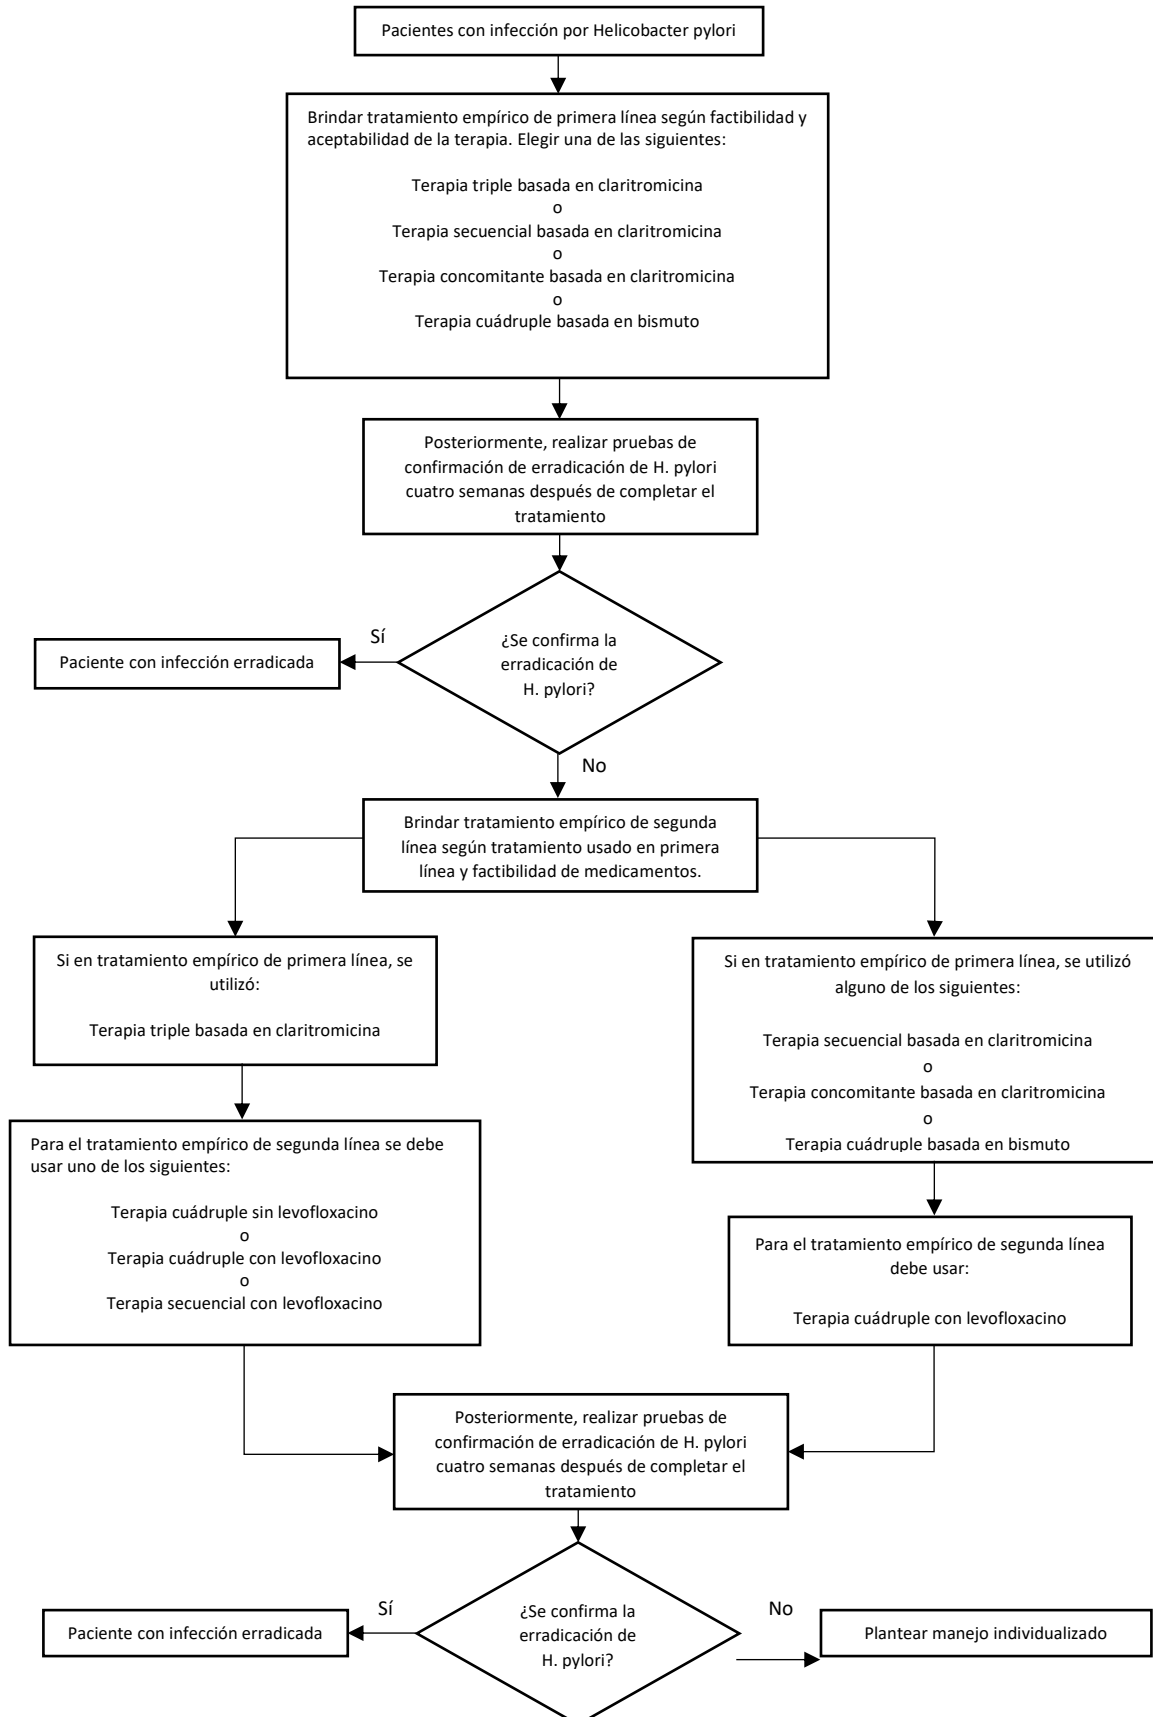 Pacientes con infección por Helicobacter pylori
Brindar tratamiento empírico de primera línea según factibilidad y
aceptabilidad de la terapia. Elegir una de las siguientes:
Terapia triple basada en claritromicina
o
Terapia secuencial basada en claritromicina
o
Terapia concomitante basada en claritromicina
o
Terapia cuádruple basada en bismuto
Posteriormente, realizar pruebas de
confirmación de erradicación de H. pylori
cuatro semanas después de completar el
tratamiento
Sí
¿Se confirma la
erradicación de
H. pylori?
Paciente con infección erradicada
No
Brindar tratamiento empírico de segunda
línea según tratamiento usado en primera
línea y factibilidad de medicamentos.
Si en tratamiento empírico de primera línea, se
utilizó:
Terapia triple basada en claritromicina
Si en tratamiento empírico de primera línea, se utilizó
alguno de los siguientes:
Terapia secuencial basada en claritromicina
o
Terapia concomitante basada en claritromicina
o
Terapia cuádruple basada en bismuto
Para el tratamiento empírico de segunda línea se debe
usar uno de los siguientes:
Terapia cuádruple sin levofloxacino
o
Terapia cuádruple con levofloxacino
o
Terapia secuencial con levofloxacino
Para el tratamiento empírico de segunda línea
debe usar:
Terapia cuádruple con levofloxacino
Posteriormente, realizar pruebas de
confirmación de erradicación de H. pylori
cuatro semanas después de completar el
tratamiento
Sí
¿Se confirma la
erradicación de
H. pylori?
No
Paciente con infección erradicada
Plantear manejo individualizado